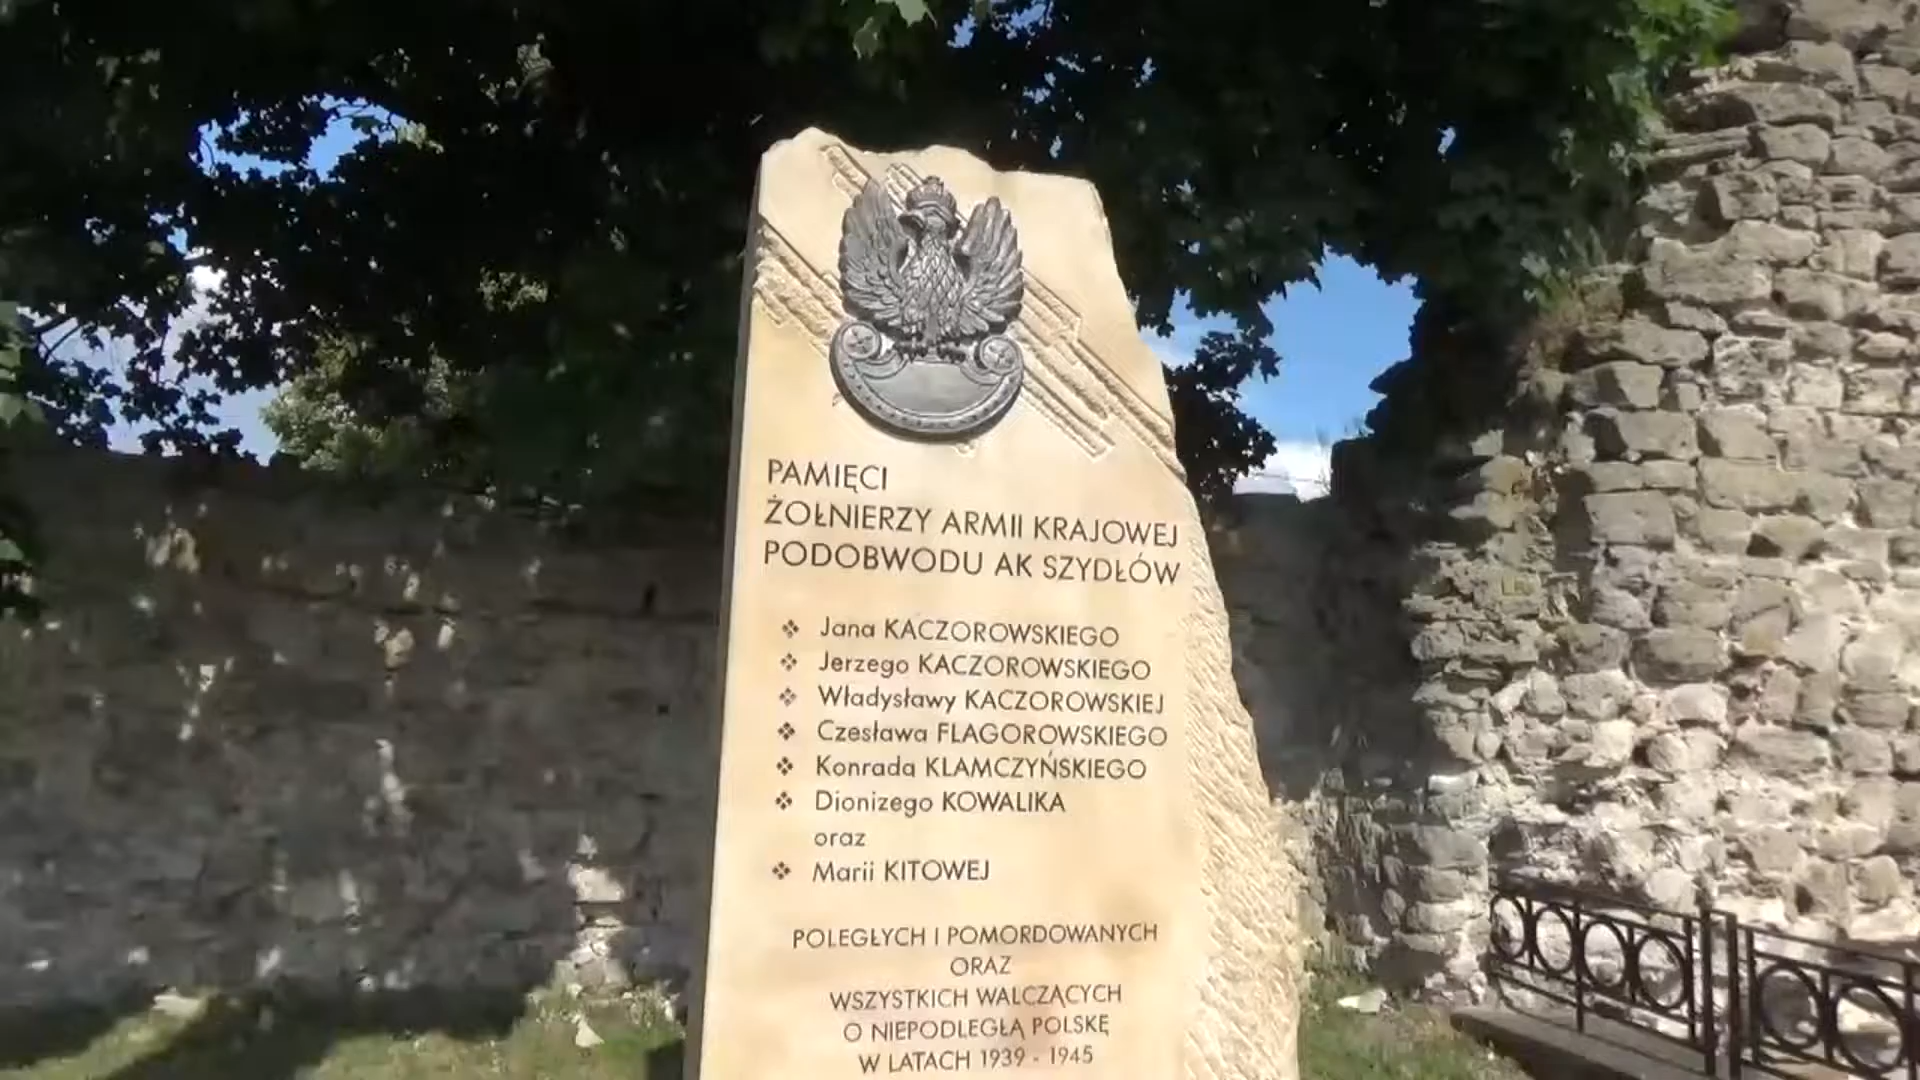 PAMIĘCI
ŻOŁNIERZY ARMII KRAJOWEJ
PODOBWODU AK SZYDŁÓW
❖ Jana KACZOROWSKIEGO
❖ Jerzego KACZOROWSKIEGO
❖ Władysławy KACZOROWSKIEJ
❖ Czesława FLAGOROWSKIEGO
❖ Konrada KLAMCZYŃSKIEGO
❖ Dionizego KOWALIKA
oraz
❖ Marii KITOWEJ
POLEGŁYCH I POMORDOWANYCH
ORAZ
WSZYSTKICH WALCZĄCYCH
O NIEPODLEGŁĄ POLSKĘ
W LATACH 1939 - 1945